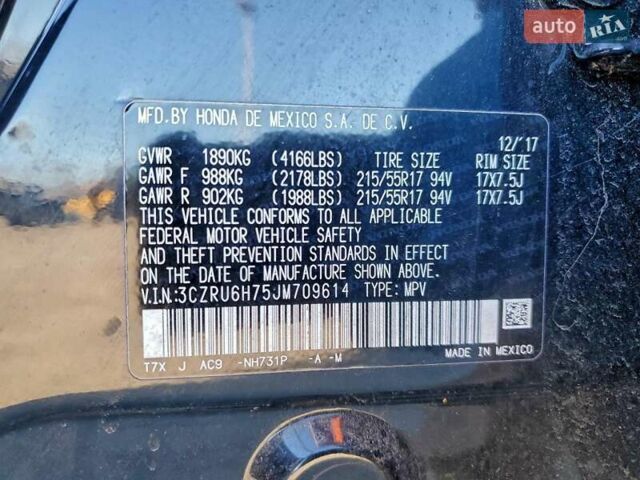 auto RIA
.com
MFD.BY HONDA DE MEXICO S.A. DE C.V.
12/'17
GVWR 1890KG (4166LBS) TIRE SIZE RIM SIZE
GAWR F 988KG (2178LBS) 215/55R17 94V 17X7.5J
GAWR R 902KG (1988LBS) 215/55R17 94V 17X7.5J
THIS VEHICLE CONFORMS TO ALL APPLICABLE
FEDERAL MOTOR VEHICLE SAFETY
AND THEFT PREVENTION STANDARDS IN EFFECT
ON THE DATE OF MANUFACTURE SHOWN ABOVE.
V.I.N:3CZRU6H75JM709614 TYPE: MPV
T7X J AC9 -NH731P -A -M MADE IN MEXICO